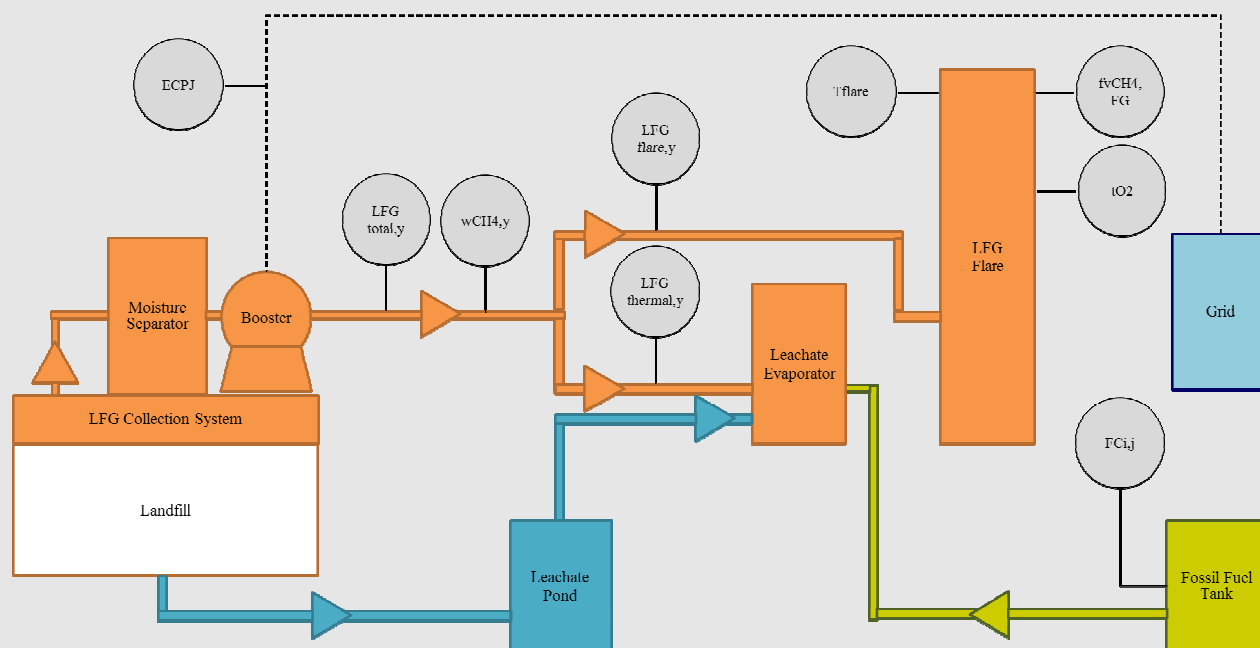 ECPJ
Tflare
fvCH4,
FG
LFG
flare,y
tO2
LFG
total,y
wCH4,y
LFG
thermal,y
LFG
Flare
Moisture
Separator
Booster
Grid
Leachate
Evaporator
LFG Collection System
FCi,j
Landfill
Leachate
Pond
Fossil Fuel
Tank